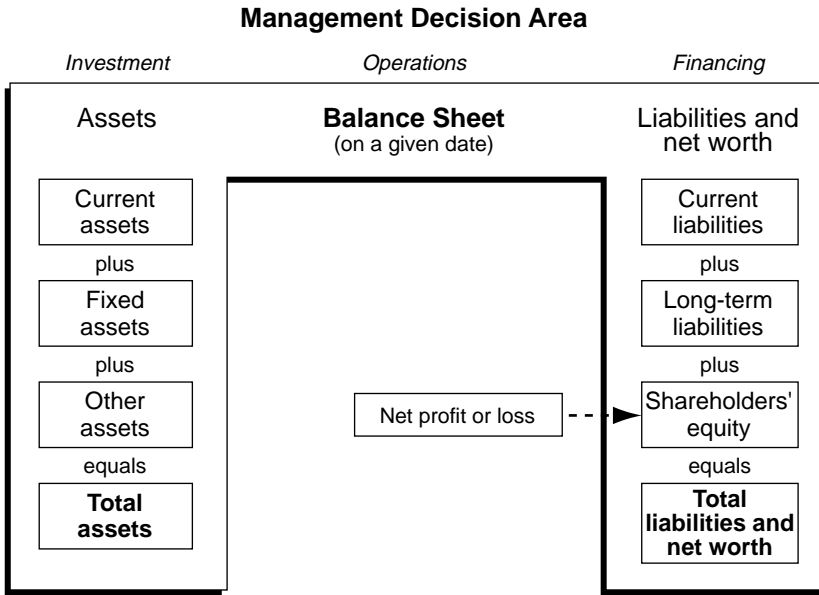 Management Decision Area
Investment
Operations
Financing
Assets
Balance Sheet
(on a given date)
Liabilities and
net worth
Current
assets
plus
Fixed
assets
plus
Other
assets
equals
Total
assets
Net profit or loss
Current
liabilities
plus
Long-term
liabilities
plus
Shareholders'
equity
equals
Total
liabilities and
net worth